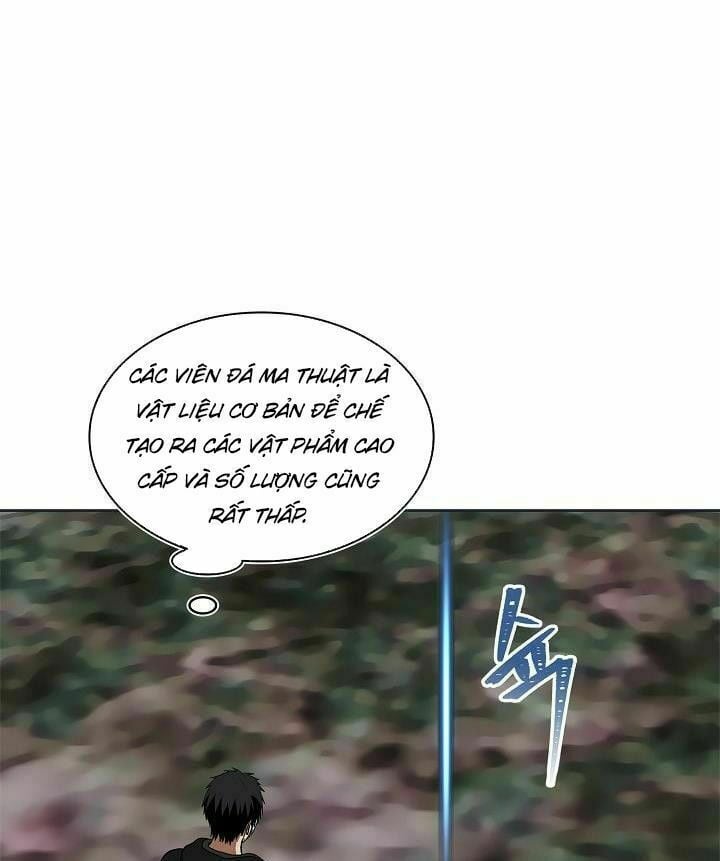 CÁC VIÊN ĐÁ MA THUẬT LÀ
VẬT LIỆU CƠ BẢN ĐỂ CHẾ
TẠO RA CÁC VẬT PHẨM CAO
CẤP VÀ SỐ LƯỢNG CŨNG
RẤT THẤP.